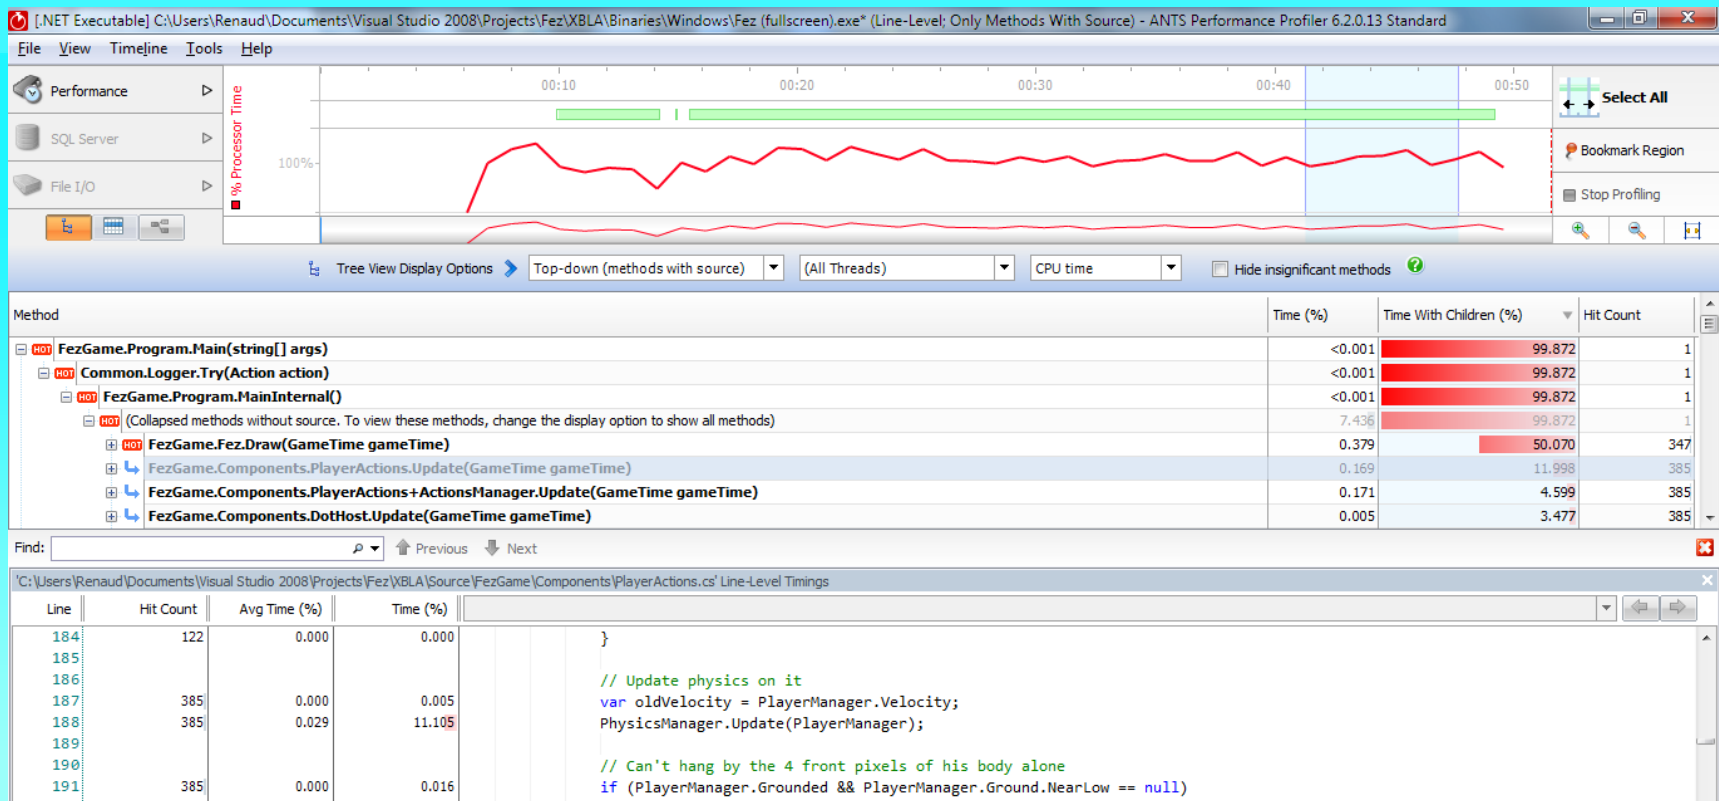 [.NET Executable] C:\Users\Renaud\Documents\Visual Studio 2008\Projects\Fez\XBLA\Binaries\Windows\Fez (fullscreen).exe* (Line-Level; Only Methods With Source) - ANTS Performance Profiler 6.2.0.13 Standard
File View Timeline Tools Help
Performance
SQL Server
File I/O
% Processor Time
00:10 00:20 00:30 00:40 00:50
100%
Select All
Bookmark Region
Stop Profiling
Tree View Display Options Top-down (methods with source) (All Threads) CPU time Hide insignificant methods ?
Method Time (%) Time With Children (%) Hit Count
HOT FezGame.Program.Main(string[] args) <0.001 99.872 1
HOT Common.Logger.Try(Action action) <0.001 99.872 1
HOT FezGame.Program.MainInternal() <0.001 99.872 1
HOT (Collapsed methods without source. To view these methods, change the display option to show all methods) 7.436 99.872 1
HOT FezGame.Fez.Draw(GameTime gameTime) 0.379 50.070 347
FezGame.Components.PlayerActions.Update(GameTime gameTime) 0.169 11.998 385
FezGame.Components.PlayerActions+ActionsManager.Update(GameTime gameTime) 0.171 4.599 385
FezGame.Components.DotHost.Update(GameTime gameTime) 0.005 3.477 385
Find: Previous Next
'C:\Users\Renaud\Documents\Visual Studio 2008\Projects\Fez\XBLA\Source\FezGame\Components\PlayerActions.cs' Line-Level Timings
Line Hit Count Avg Time (%) Time (%)
184 122 0.000 0.000 }
185
186 // Update physics on it
187 385 0.000 0.005 var oldVelocity = PlayerManager.Velocity;
188 385 0.029 11.105 PhysicsManager.Update(PlayerManager);
189
190 // Can't hang by the 4 front pixels of his body alone
191 385 0.000 0.016 if (PlayerManager.Grounded && PlayerManager.Ground.NearLow == null)